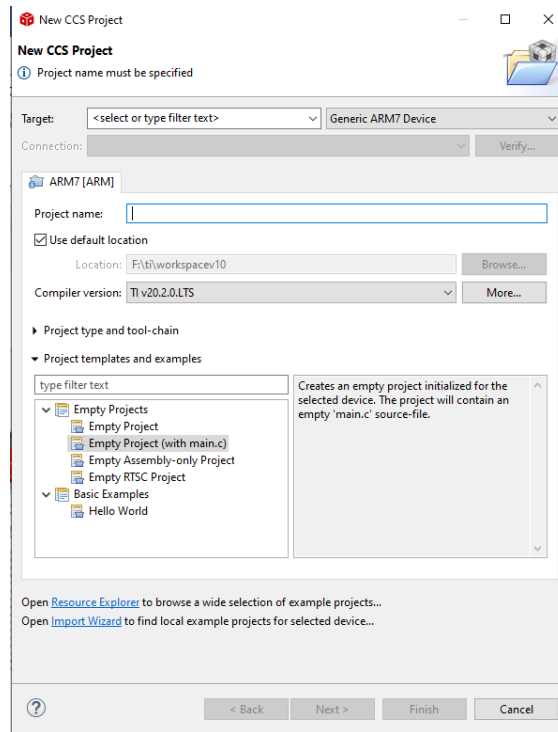 New CCS Project
New CCS Project
Project name must be specified
Target: <select or type filter text> Generic ARM7 Device
Connection: Verify...
ARM7 [ARM]
Project name:
Use default location
Location: F:\ti\workspacev10 Browse...
Compiler version: TI v20.2.0.LTS More...
Project type and tool-chain
Project templates and examples
type filter text
Empty Projects
Empty Project
Empty Project (with main.c)
Empty Assembly-only Project
Empty RTSC Project
Basic Examples
Hello World
Creates an empty project initialized for the
selected device. The project will contain an
empty 'main.c' source-file.
Open Resource Explorer to browse a wide selection of example projects...
Open Import Wizard to find local example projects for selected device...
? < Back Next > Finish Cancel